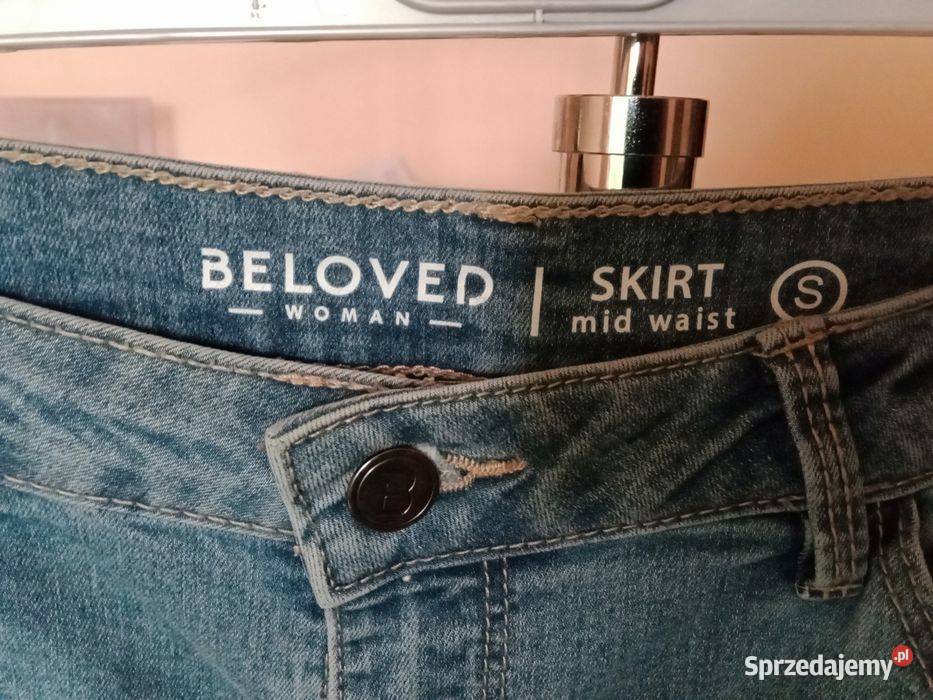 BELOVED
— WOMAN —
SKIRT
mid waist
S
B
Sprzedajemy.pl